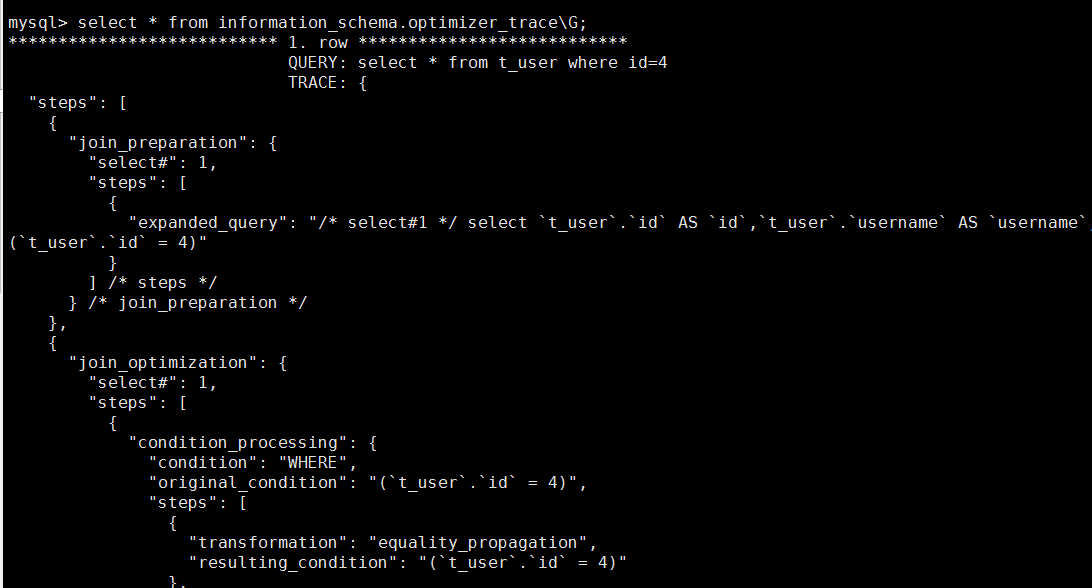 mysql> select * from information_schema.optimizer_trace\G;
*************************** 1. row ***************************
                            QUERY: select * from t_user where id=4
                            TRACE: {
  "steps": [
    {
      "join_preparation": {
        "select#": 1,
        "steps": [
          {
            "expanded_query": "/* select#1 */ select `t_user`.`id` AS `id`,`t_user`.`username` AS `username`,
(`t_user`.`id` = 4)"
          }
        ] /* steps */
      } /* join_preparation */
    },
    {
      "join_optimization": {
        "select#": 1,
        "steps": [
          {
            "condition_processing": {
              "condition": "WHERE",
              "original_condition": "(`t_user`.`id` = 4)",
              "steps": [
                {
                  "transformation": "equality_propagation",
                  "resulting_condition": "(`t_user`.`id` = 4)"
                },